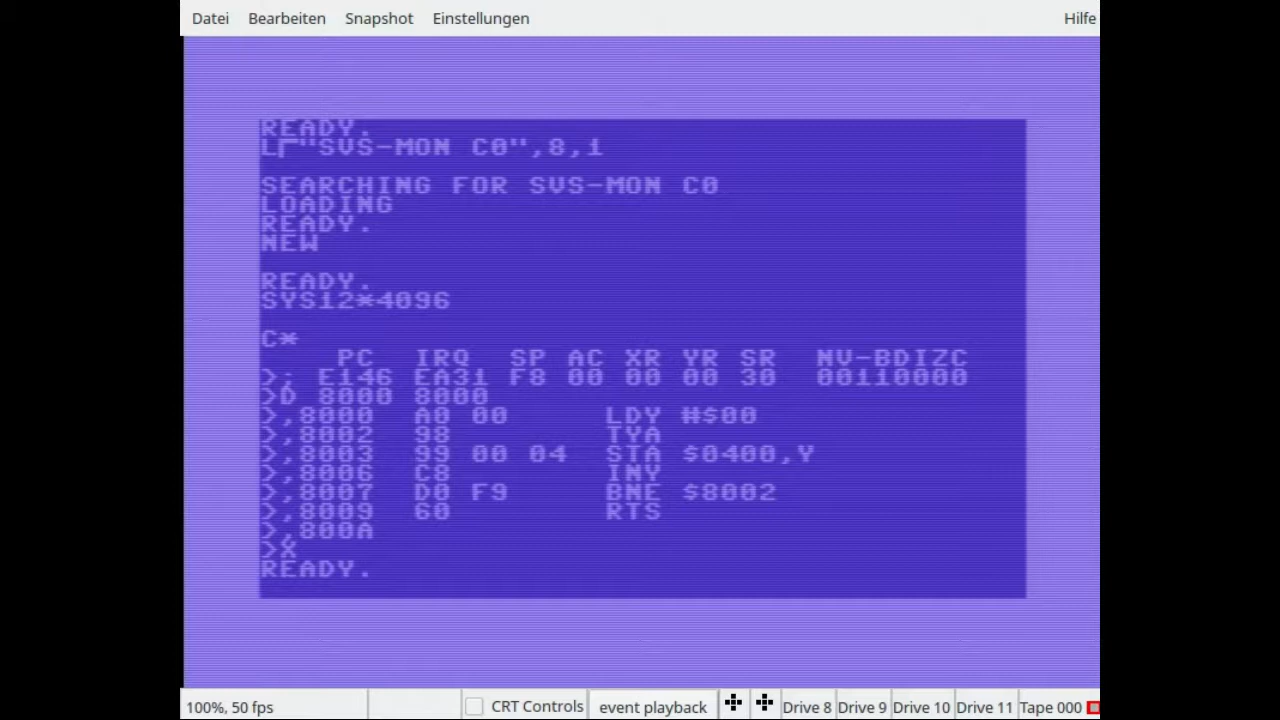 Datei Bearbeiten Snapshot Einstellungen Hilfe
READY.
L┌"SVS-MON C0",8,1
SEARCHING FOR SVS-MON C0
LOADING
READY.
NEW
READY.
SYS12*4096
C*
PC IRQ SP AC XR YR SR NV-BDIZC
>; E146 EA31 F8 00 00 00 30 00110000
>D 8000 8000
>,8000 A0 00 LDY #$00
>,8002 98 TYA
>,8003 99 00 04 STA $0400,Y
>,8006 C8 INY
>,8007 D0 F9 BNE $8002
>,8009 60 RTS
>,800A
>X
READY.
100%, 50 fps CRT Controls event playback Drive 8 Drive 9 Drive 10 Drive 11 Tape 000